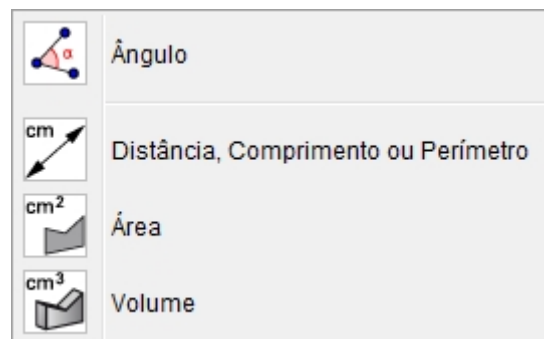 α
Ângulo
cm
Distância, Comprimento ou Perímetro
cm²
Área
cm³
Volume